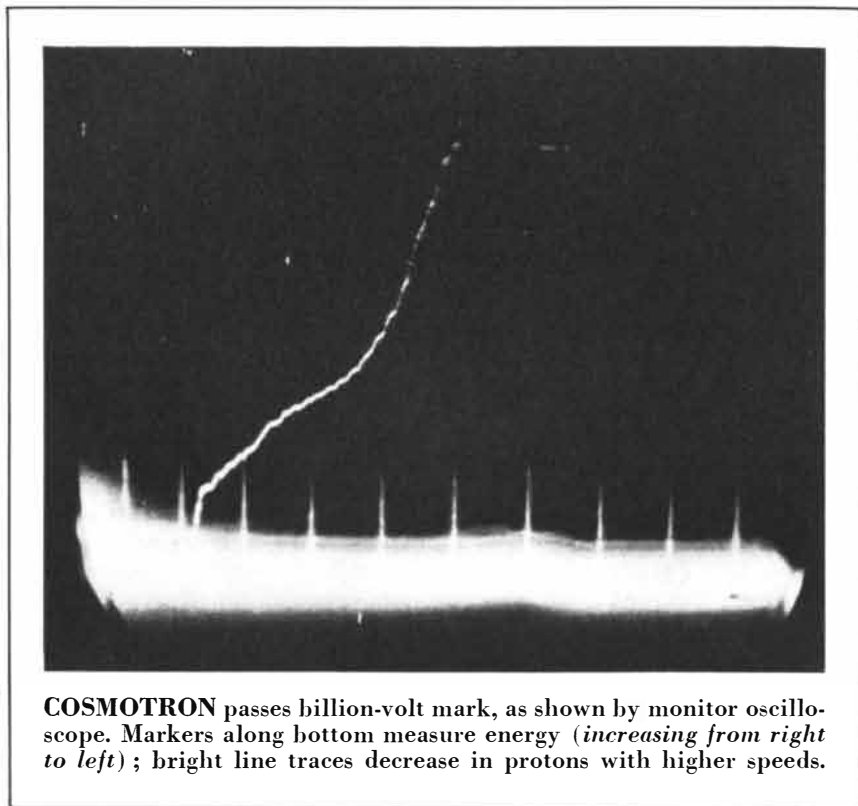 COSMOTRON passes billion-volt mark, as shown by monitor oscillo-
scope. Markers along bottom measure energy (increasing from right
to left) ; bright line traces decrease in protons with higher speeds.